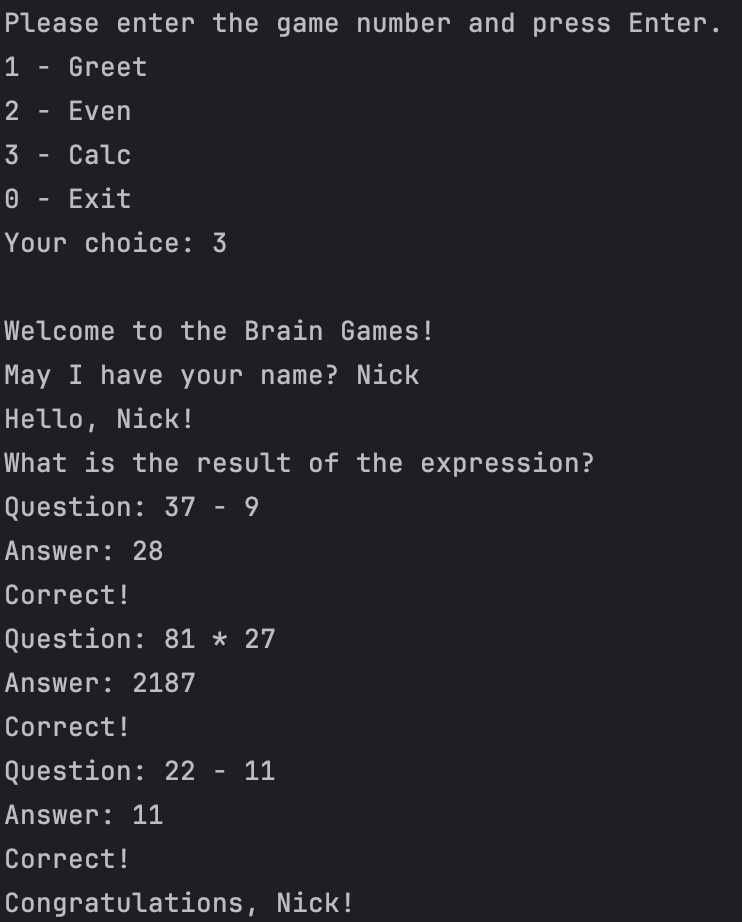 Please enter the game number and press Enter.
1 - Greet
2 - Even
3 - Calc
0 - Exit
Your choice: 3

Welcome to the Brain Games!
May I have your name? Nick
Hello, Nick!
What is the result of the expression?
Question: 37 - 9
Answer: 28
Correct!
Question: 81 * 27
Answer: 2187
Correct!
Question: 22 - 11
Answer: 11
Correct!
Congratulations, Nick!